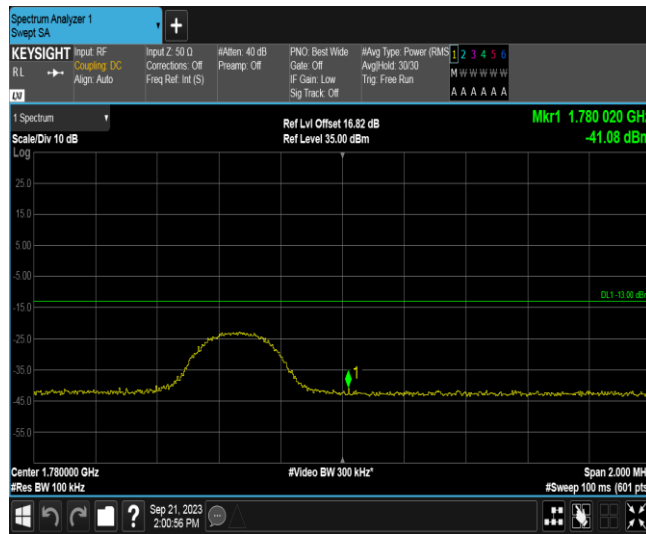 Spectrum Analyzer 1
Swept SA
+
KEYSIGHT
RL
LXI
Input: RF
Coupling: DC
Align: Auto
Input Z: 50 Ω
Corrections: Off
Freq Ref: Int (S)
#Atten: 40 dB
Preamp: Off
PNO: Best Wide
Gate: Off
IF Gain: Low
Sig Track: Off
#Avg Type: Power (RMS
Avg|Hold: 30/30
Trig: Free Run
1 2 3 4 5 6
M W W W W W
A A A A A A
1 Spectrum
Scale/Div 10 dB
Ref Lvl Offset 16.82 dB
Ref Level 35.00 dBm
Mkr1 1.780 020 GHz
-41.08 dBm
Log
25.0
15.0
5.00
-5.00
DL1 -13.00 dBm
-15.0
-25.0
-35.0
1
-45.0
-55.0
Center 1.780000 GHz
#Video BW 300 kHz*
Span 2.000 MH
#Res BW 100 kHz
#Sweep 100 ms (601 pts
?
Sep 21, 2023
2:00:56 PM